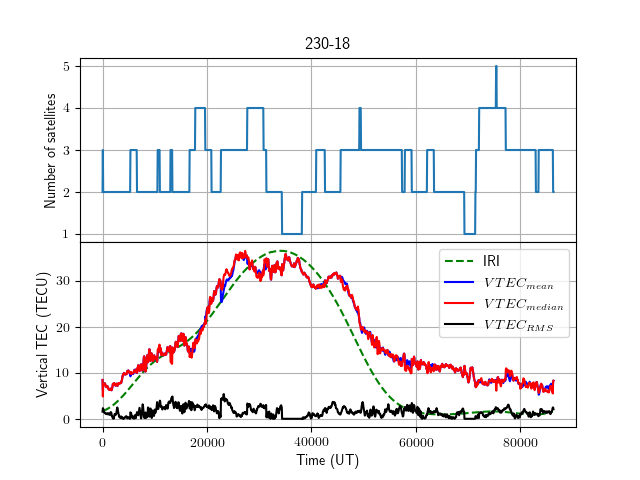 230-18
Number of satellites
5
4
3
2
1
Vertical TEC (TECU)
30
20
10
0
IRI
VTEC_mean
VTEC_median
VTEC_RMS
0 20000 40000 60000 80000
Time (UT)